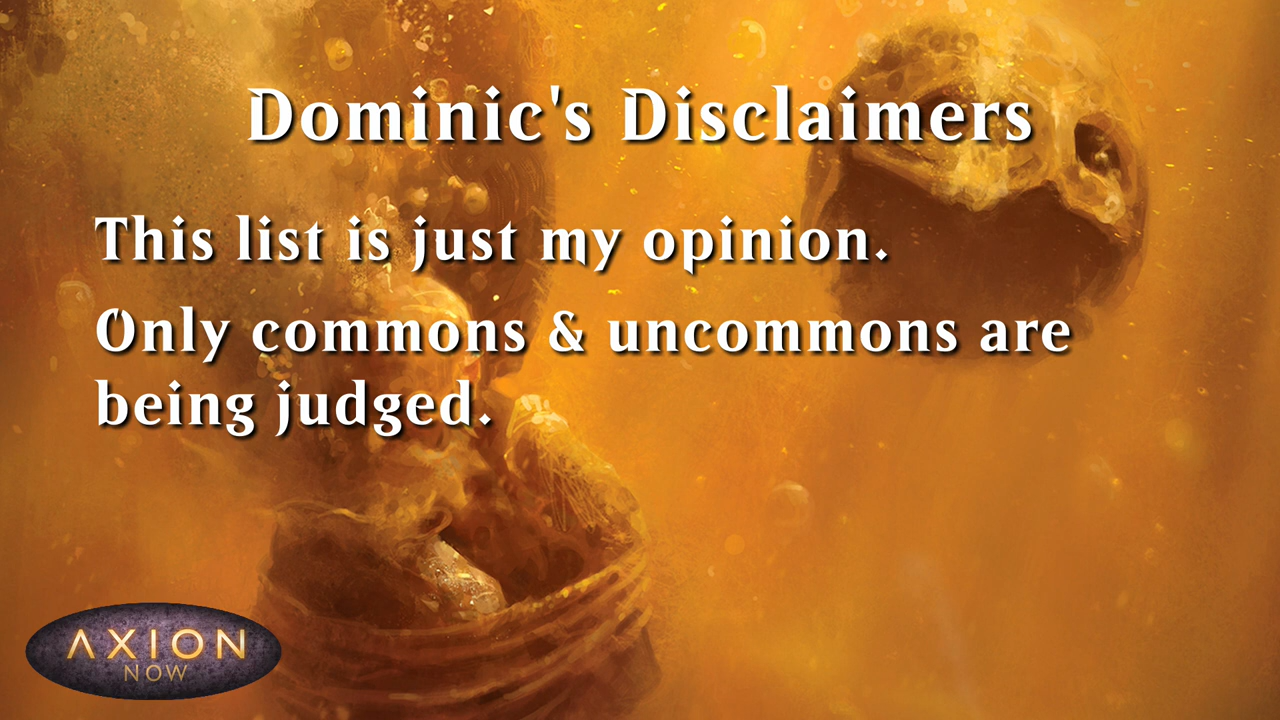 Dominic's Disclaimers
This list is just my opinion.
Only commons & uncommons are
being judged.
AXION
NOW